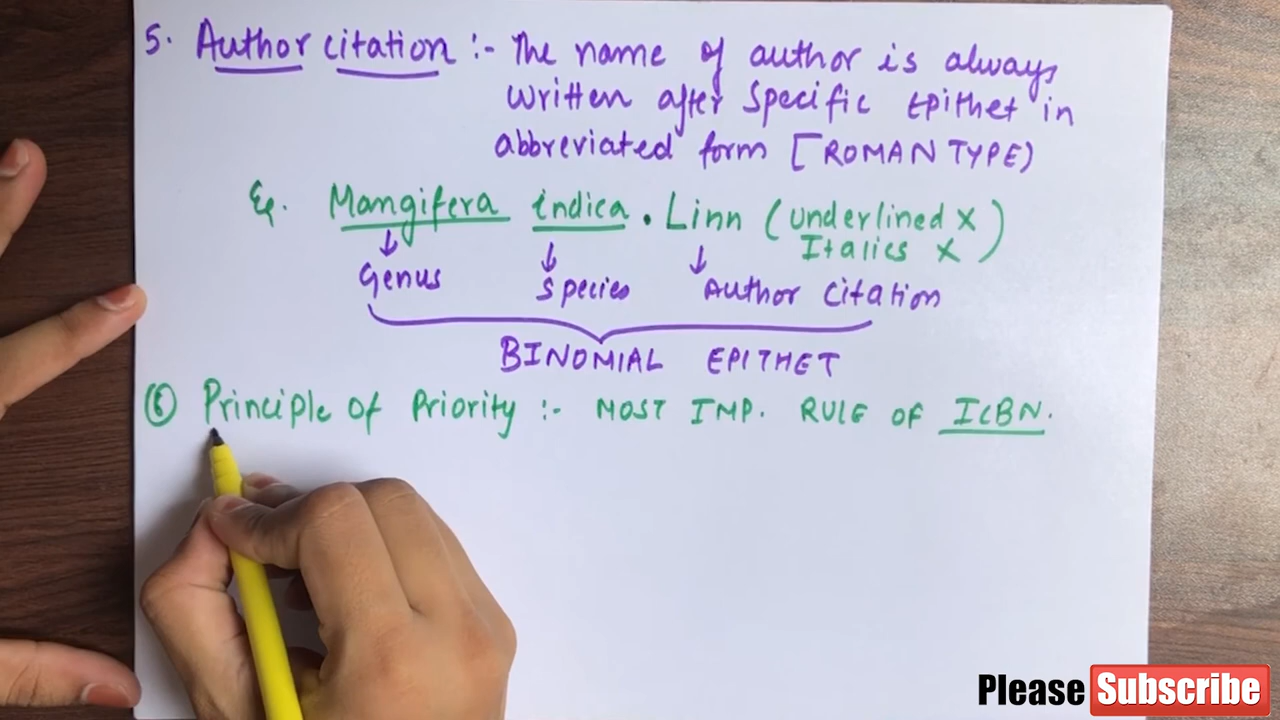 5. Author citation :- The name of author is always
written after Specific Epithet in
abbreviated form [ROMAN TYPE)
Eg. Mangifera indica . Linn (underlined x
Italics x)
Genus Species Author Citation
BINOMIAL EPITHET
⑥ Principle of Priority :- MOST IMP. RULE OF ICBN.
Please Subscribe